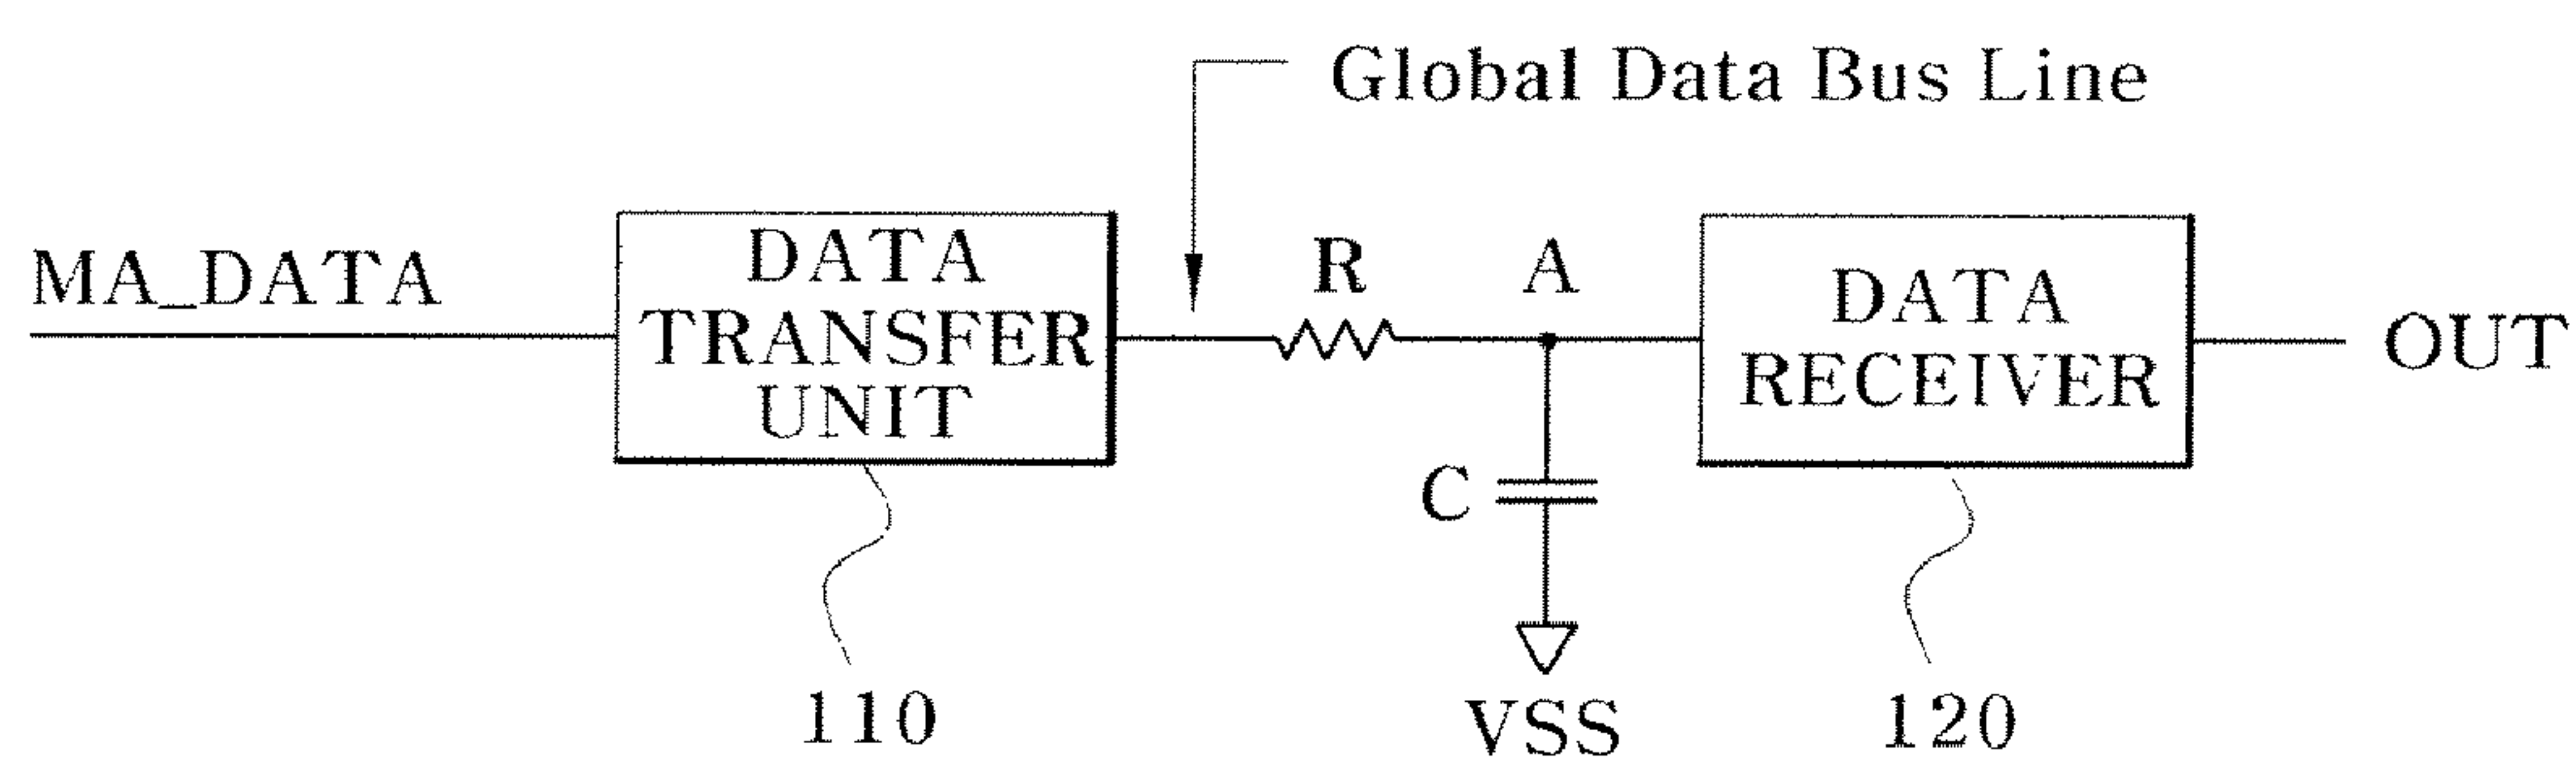 Global Data Bus Line
MA_DATA
DATA
TRANSFER
UNIT
R
A
DATA
RECEIVER
OUT
C
110
VSS
120